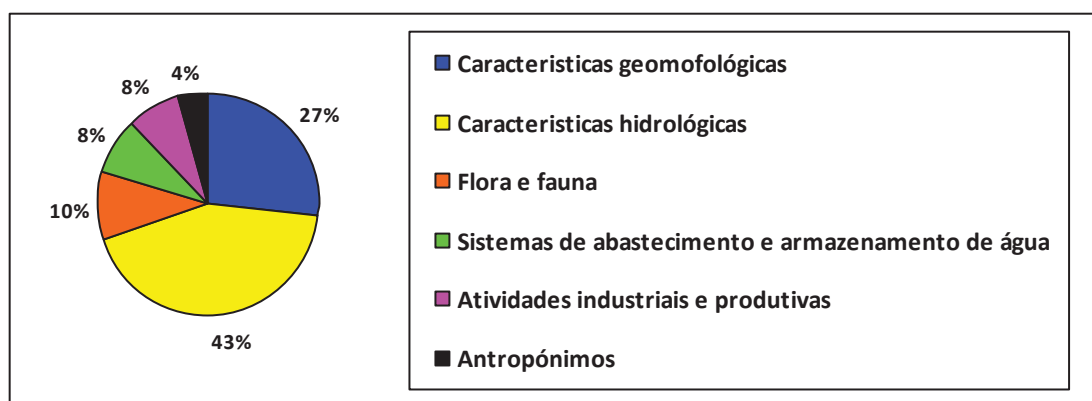 4%
8%
27%
8%
10%
43%
Caracteristicas geomofológicas
Caracteristicas hidrológicas
Flora e fauna
Sistemas de abastecimento e armazenamento de água
Atividades industriais e produtivas
Antropónimos